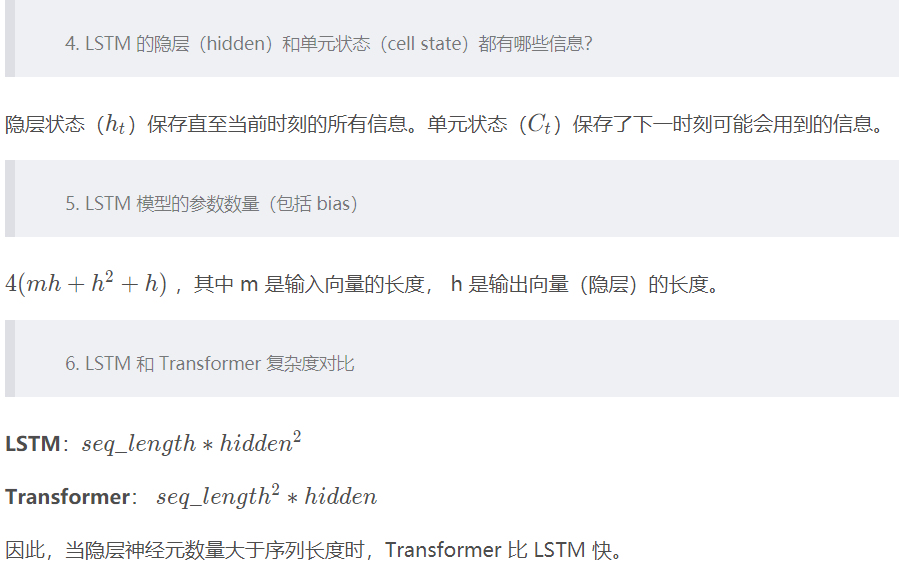 4. LSTM 的隐层（hidden）和单元状态（cell state）都有哪些信息？
隐层状态（$h_t$）保存直至当前时刻的所有信息。单元状态（$C_t$）保存了下一时刻可能会用到的信息。
5. LSTM 模型的参数数量（包括 bias）
$4(mh + h^2 + h)$ ，其中 m 是输入向量的长度， h 是输出向量（隐层）的长度。
6. LSTM 和 Transformer 复杂度对比
LSTM：$seq\_length * hidden^2$
Transformer： $seq\_length^2 * hidden$
因此，当隐层神经元数量大于序列长度时，Transformer 比 LSTM 快。